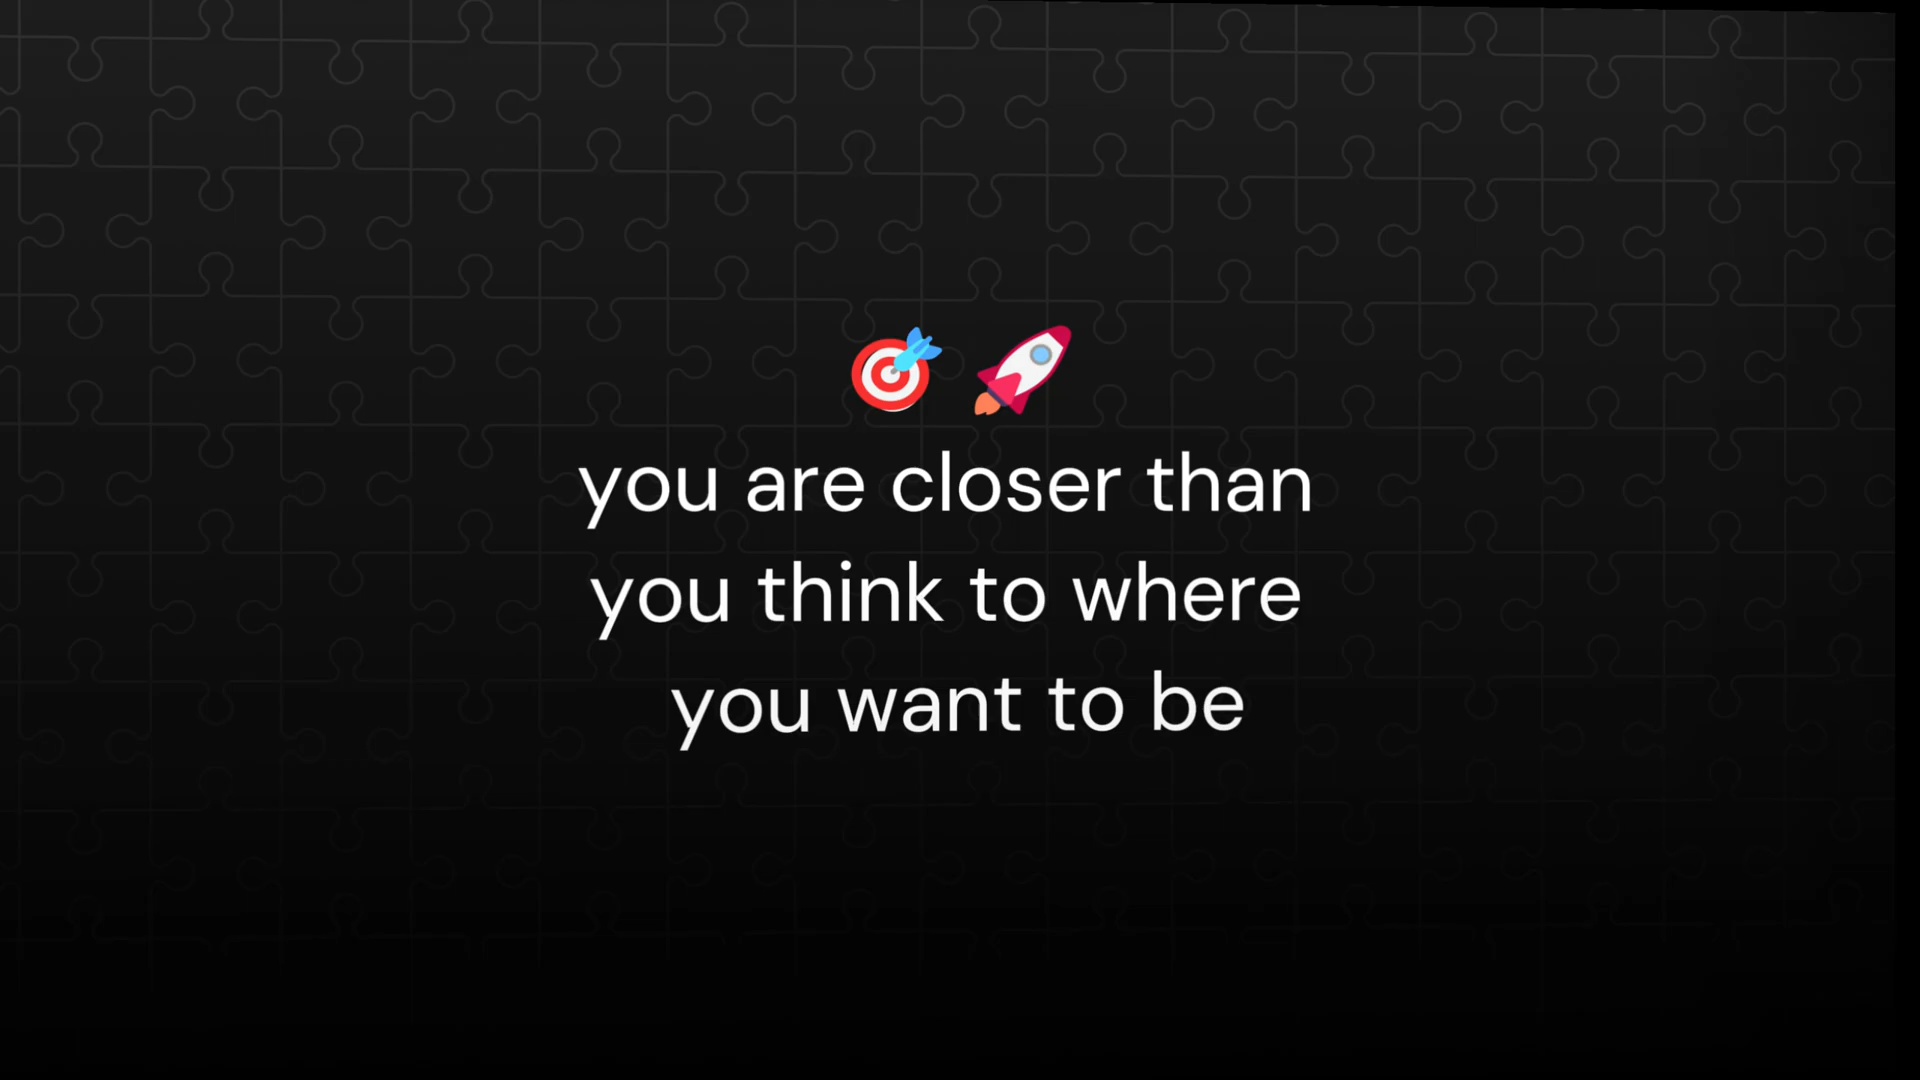 🎯 🚀
you are closer than
you think to where
you want to be